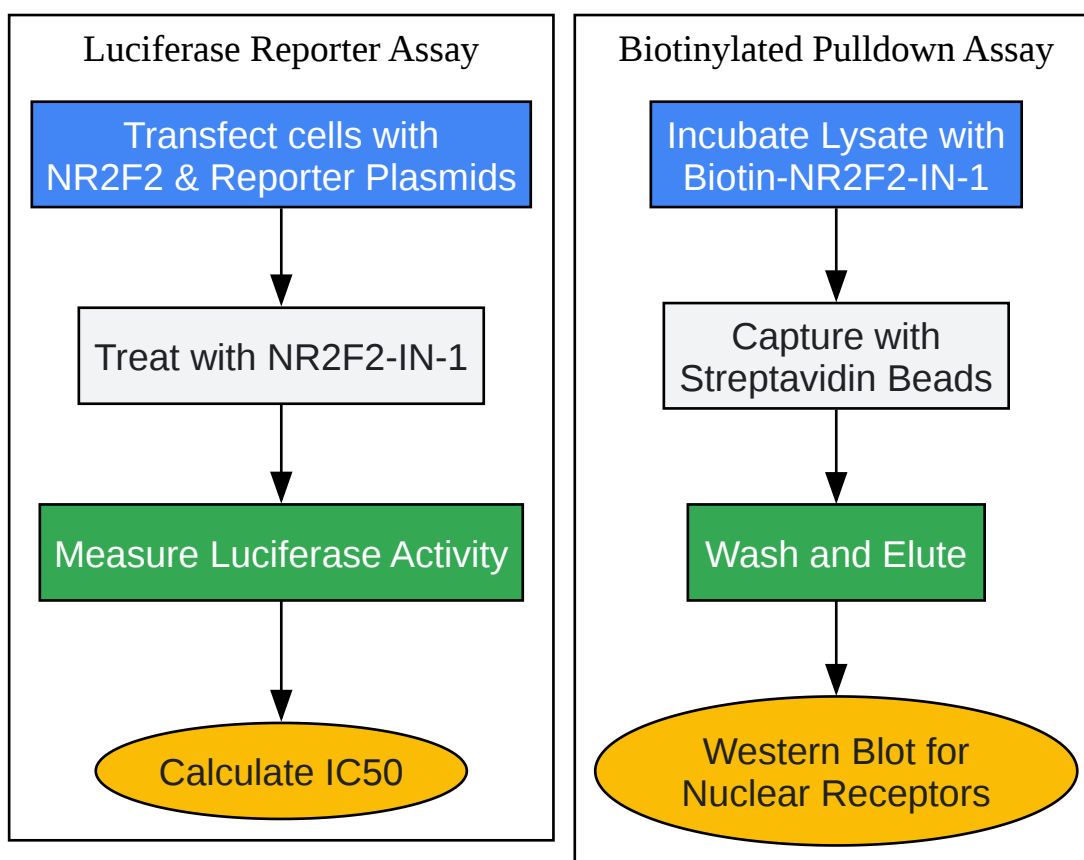 Luciferase Reporter Assay
Transfect cells with
NR2F2 & Reporter Plasmids
Treat with NR2F2-IN-1
Measure Luciferase Activity
Calculate IC50
Biotinylated Pulldown Assay
Incubate Lysate with
Biotin-NR2F2-IN-1
Capture with
Streptavidin Beads
Wash and Elute
Western Blot for
Nuclear Receptors